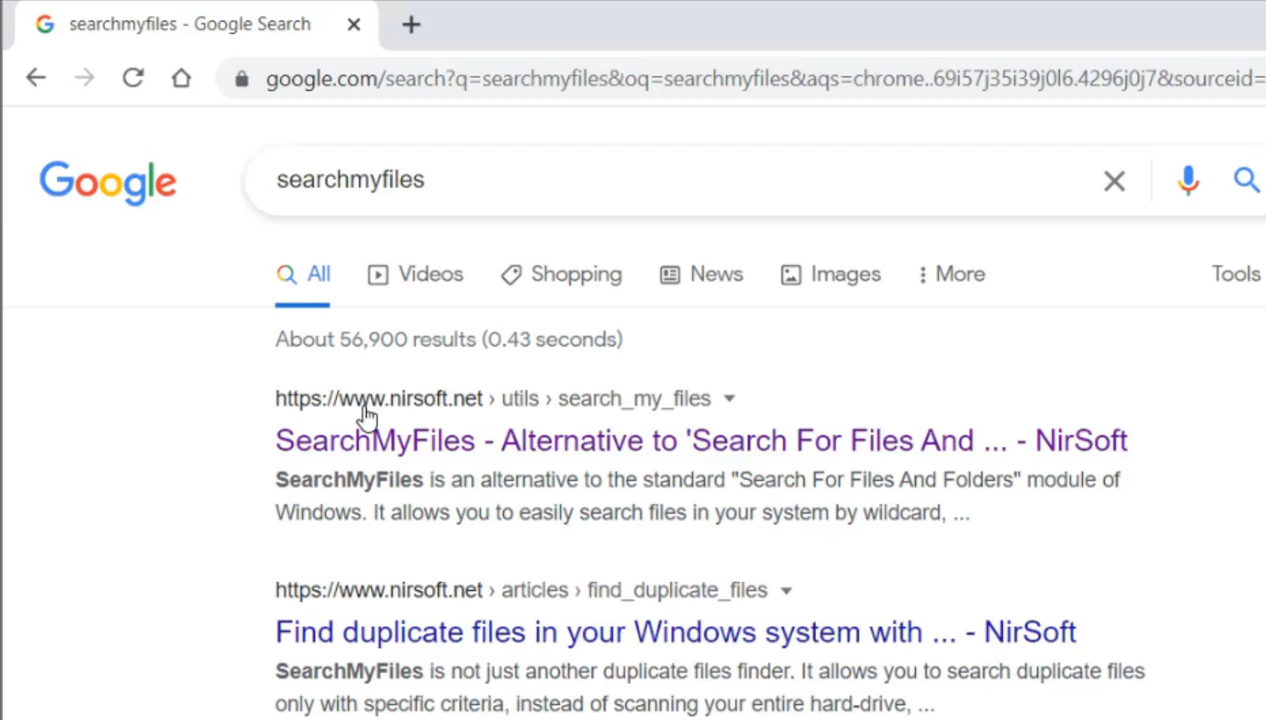 searchmyfiles - Google Search
google.com/search?q=searchmyfiles&oq=searchmyfiles&aqs=chrome..69i57j35i39j0l6.4296j0j7&sourceid=
Google searchmyfiles
All Videos Shopping News Images More Tools
About 56,900 results (0.43 seconds)
https://www.nirsoft.net › utils › search_my_files
SearchMyFiles - Alternative to 'Search For Files And ... - NirSoft
SearchMyFiles is an alternative to the standard "Search For Files And Folders" module of
Windows. It allows you to easily search files in your system by wildcard, ...
https://www.nirsoft.net › articles › find_duplicate_files
Find duplicate files in your Windows system with ... - NirSoft
SearchMyFiles is not just another duplicate files finder. It allows you to search duplicate files
only with specific criteria, instead of scanning your entire hard-drive, ...